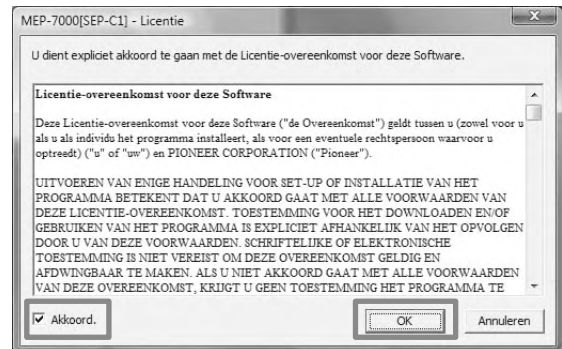 MEP-7000[SEP-C1] - Licentie
U dient expliciet akkoord te gaan met de Licentie-overeenkomst voor deze Software.
Licentie-overeenkomst voor deze Software
Deze Licentie-overeenkomst voor deze Software ("de Overeenkomst") geldt tussen u (zowel voor u
als u als individu het programma installeert, als voor een eventuele rechtspersoon waarvoor u
optreedt) ("u" of "uw") en PIONEER CORPORATION ("Pioneer").
UITVOEREN VAN ENIGE HANDELING VOOR SET-UP OF INSTALLATIE VAN HET
PROGRAMMA BETEKENT DAT U AKKOORD GAAT MET ALLE VOORWAARDEN VAN
DEZE LICENTIE-OVEREENKOMST. TOESTEMMING VOOR HET DOWNLOADEN EN/OF
GEBRUIKEN VAN HET PROGRAMMA IS EXPLICIET AFHANKELIJK VAN HET OPVOLGEN
DOOR U VAN DEZE VOORWAARDEN. SCHRIFTELIJKE OF ELEKTRONISCHE
TOESTEMMING IS NIET VEREIST OM DEZE OVEREENKOMST GELDIG EN
AFDWINGBAAR TE MAKEN. ALS U NIET AKKOORD GAAT MET ALLE VOORWAARDEN
VAN DEZE OVEREENKOMST, KRIJGT U GEEN TOESTEMMING HET PROGRAMMA TE
Akkoord.
OK
Annuleren